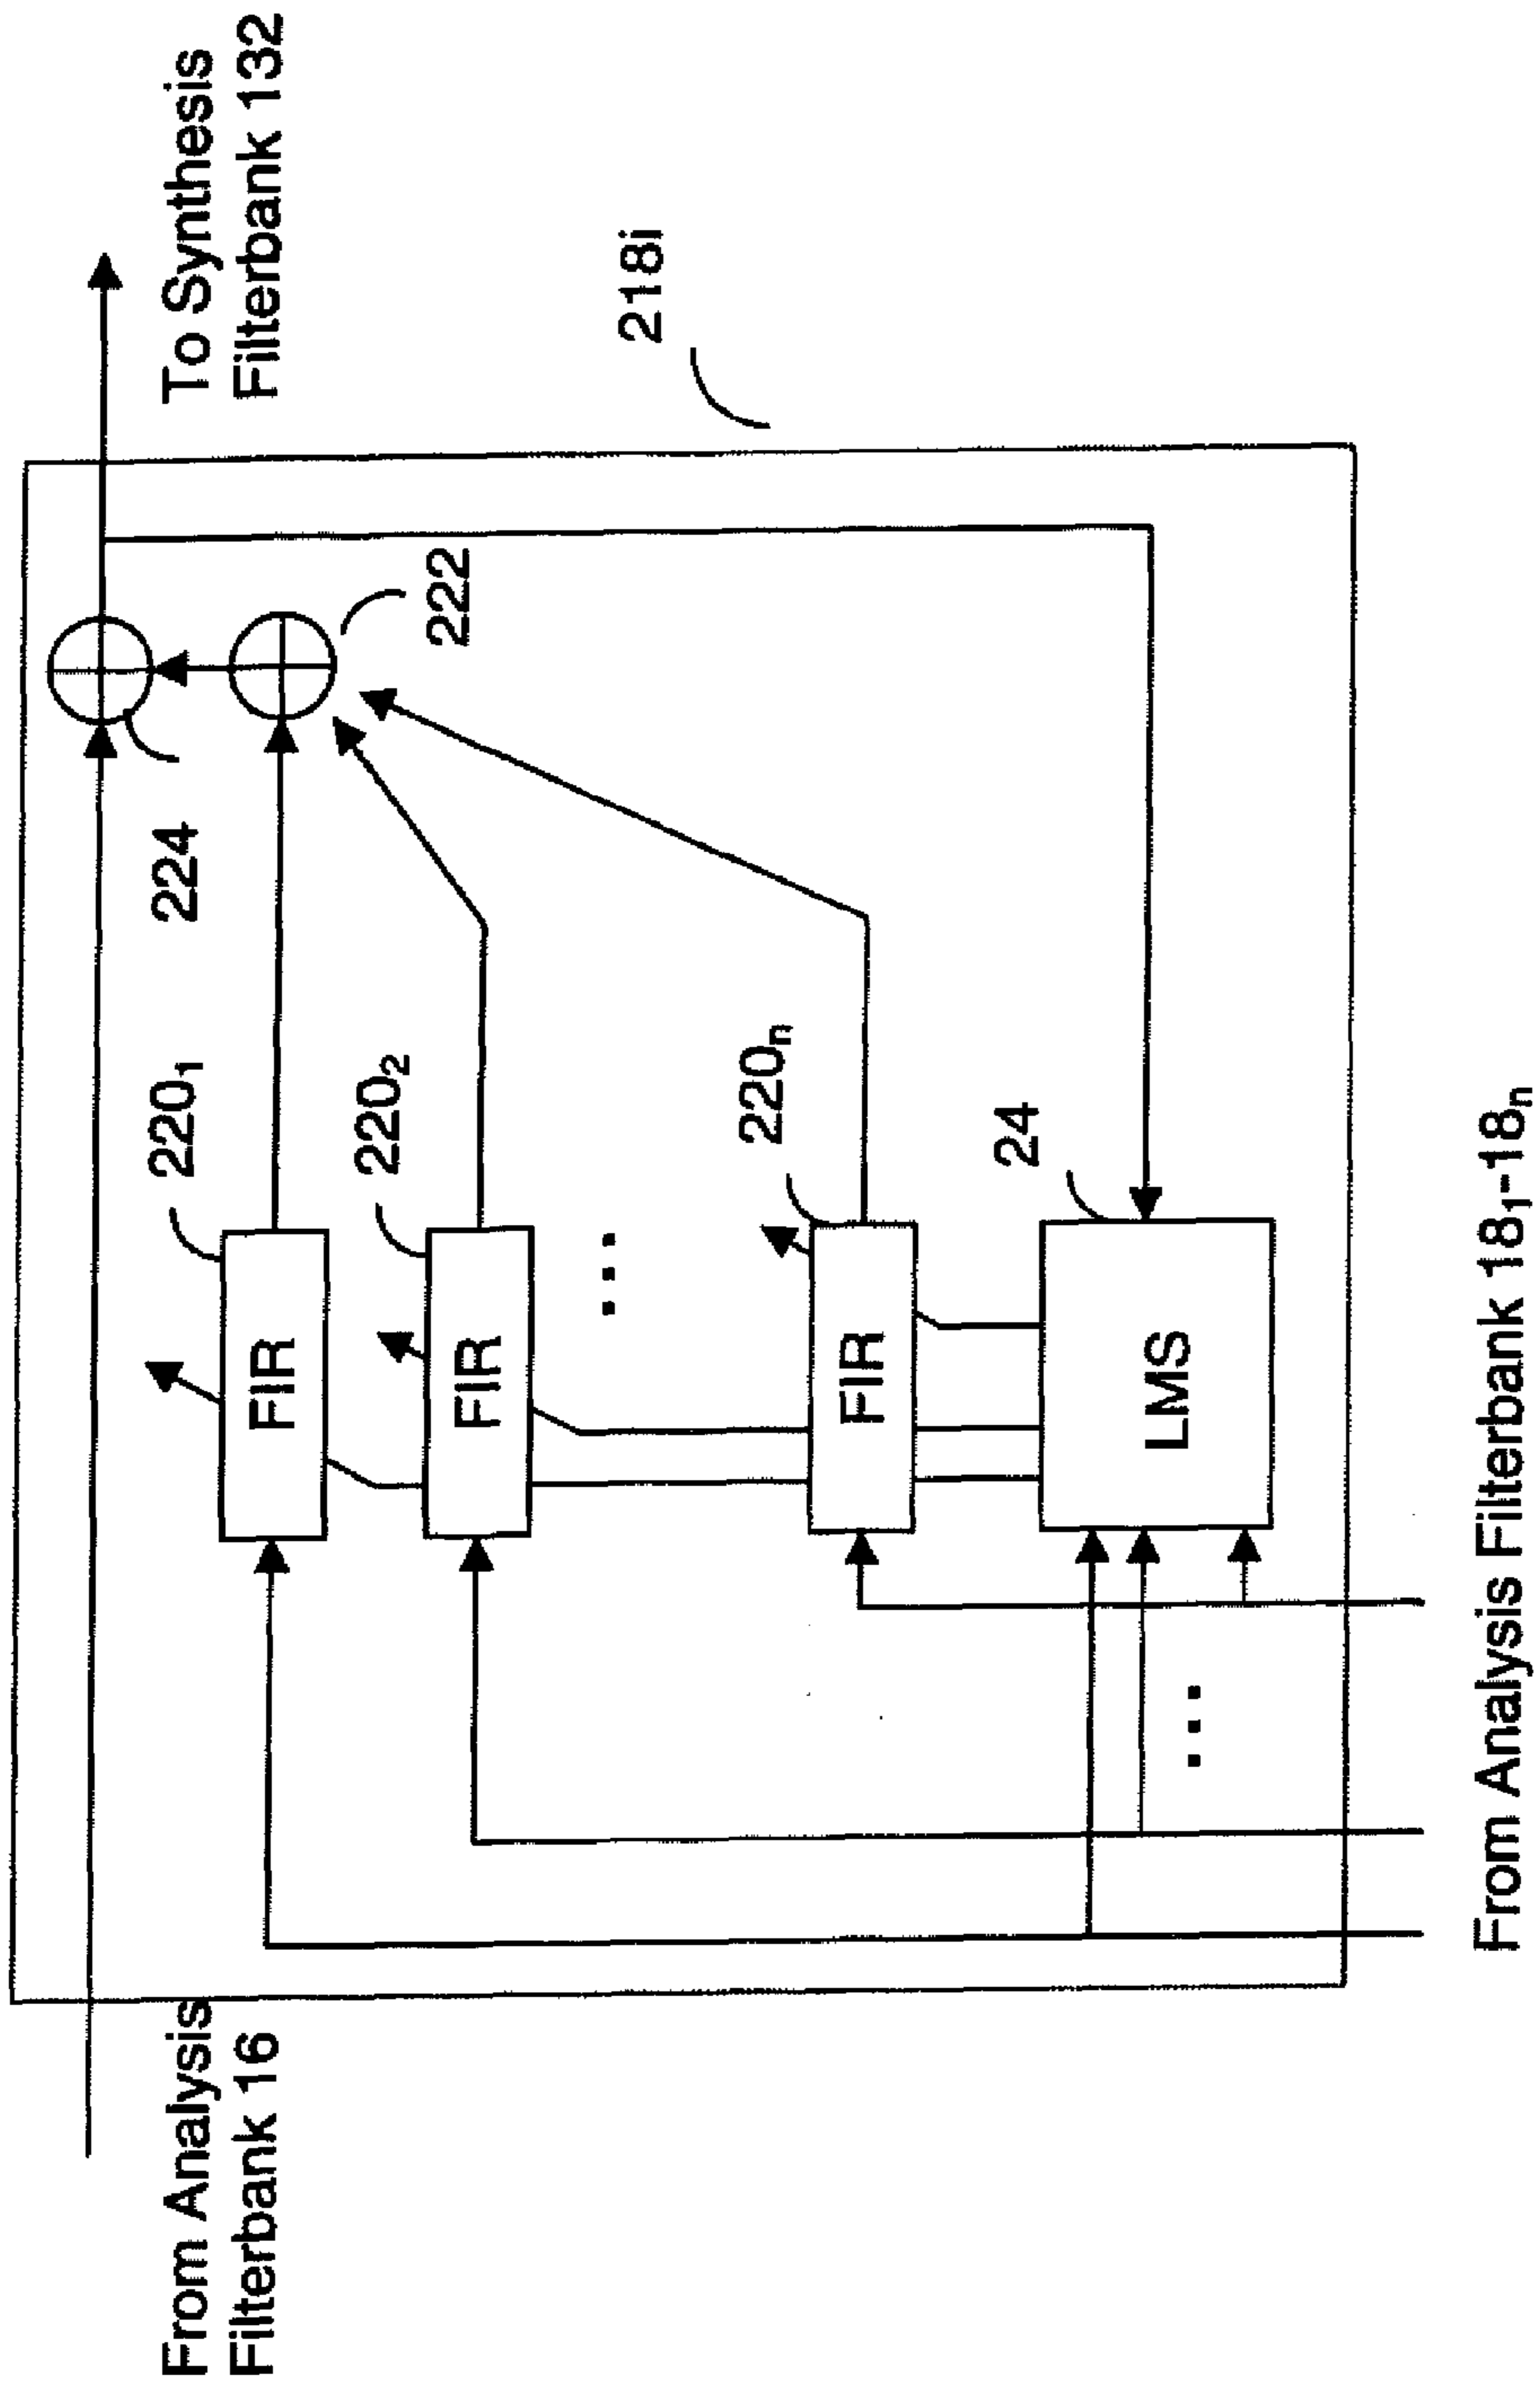 To Synthesis
Filterbank 132
218i
222
224
220₁
220₂
220ₙ
24
FIR
FIR
FIR
LMS
From Analysis
Filterbank 16
From Analysis Filterbank 18₁-18ₙ